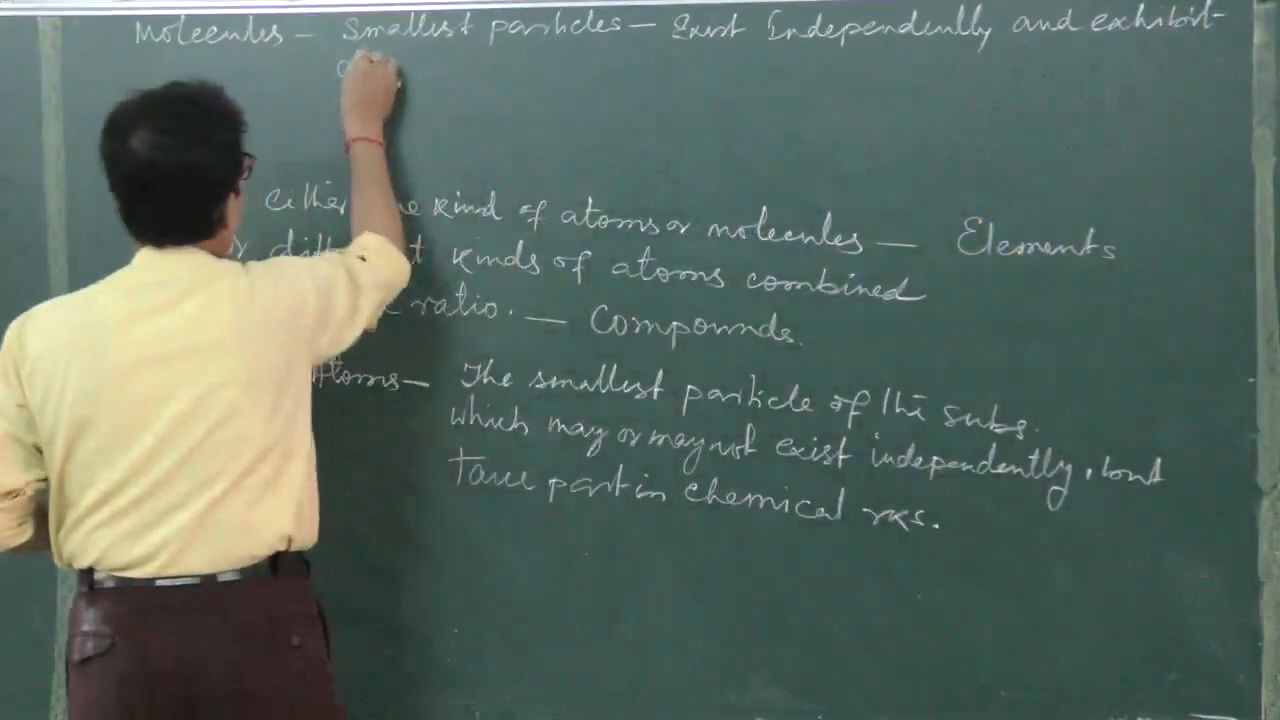 Molecules — Smallest particles — Exist Independently and exhibit
either kind of atoms or molecules — Elements
kinds of atoms combined
ratio. — Compounds.
Atoms — The smallest particle of the subs.
which may or may not exist independently, but
take part in chemical rxs.